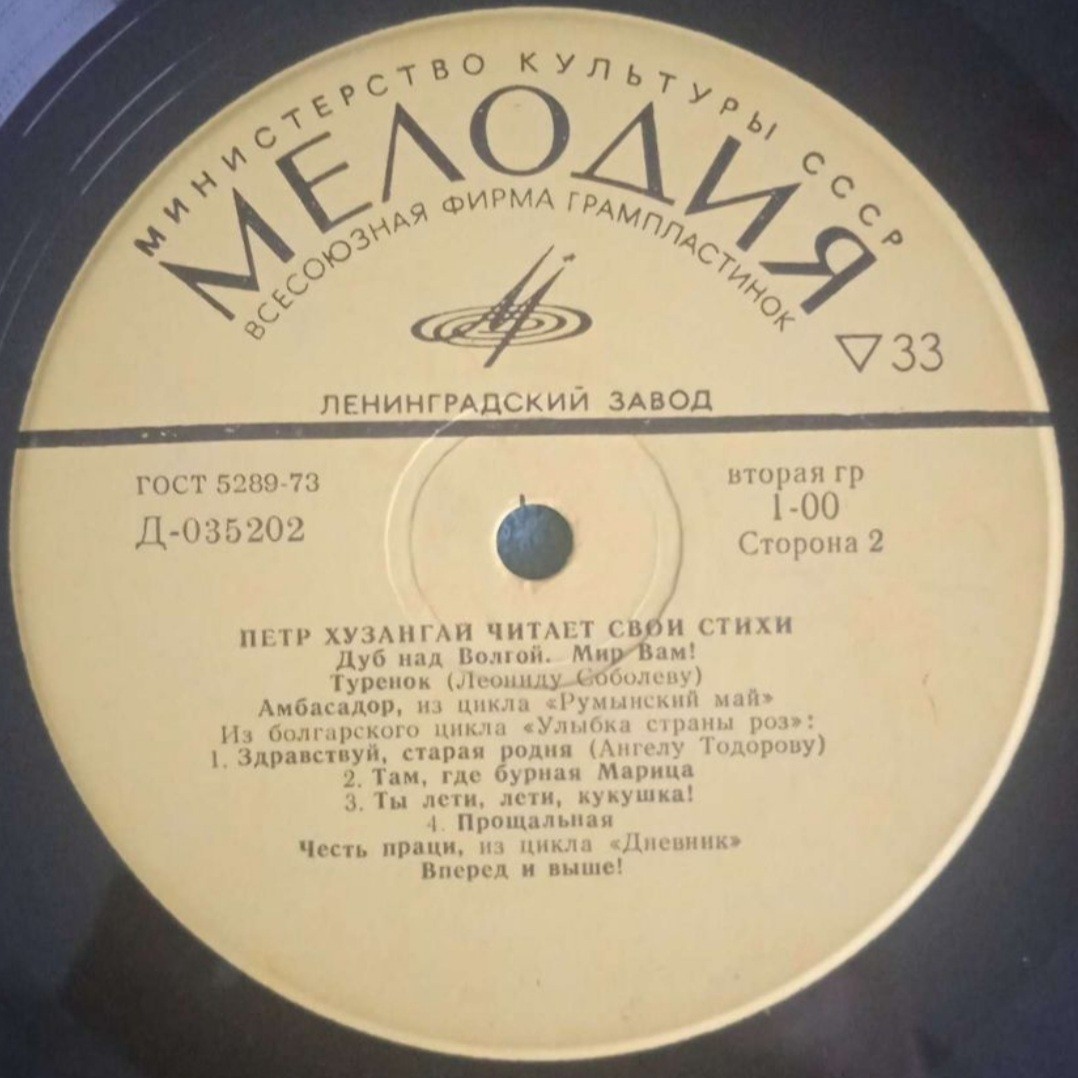 МИНИСТЕРСТВО КУЛЬТУРЫ СССР
МЕЛОДИЯ
ВСЕСОЮЗНАЯ ФИРМА ГРАМПЛАСТИНОК
▽33
ЛЕНИНГРАДСКИЙ ЗАВОД
ГОСТ 5289-73
Д-035202
вторая гр
1-00
Сторона 2
ПЕТР ХУЗАНГАЙ ЧИТАЕТ СВОИ СТИХИ
Дуб над Волгой. Мир Вам!
Туренок (Леониду Соболеву)
Амбасадор, из цикла «Румынский май»
Из болгарского цикла «Улыбка страны роз»:
1. Здравствуй, старая родня (Ангелу Тодорову)
2. Там, где бурная Марица
3. Ты лети, лети, кукушка!
4. Прощальная
Честь праци, из цикла «Дневник»
Вперед и выше!